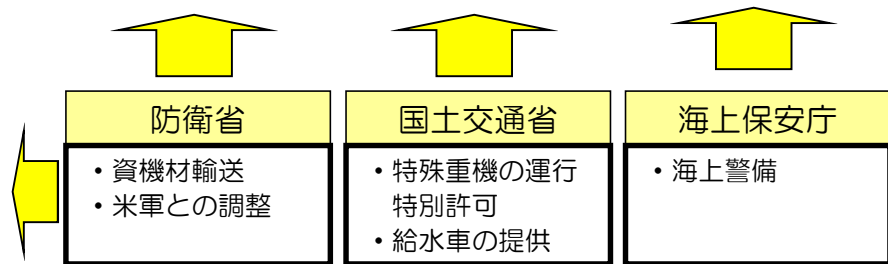 防衛省
・資機材輸送
・米軍との調整
国土交通省
・特殊重機の運行
特別許可
・給水車の提供
海上保安庁
・海上警備